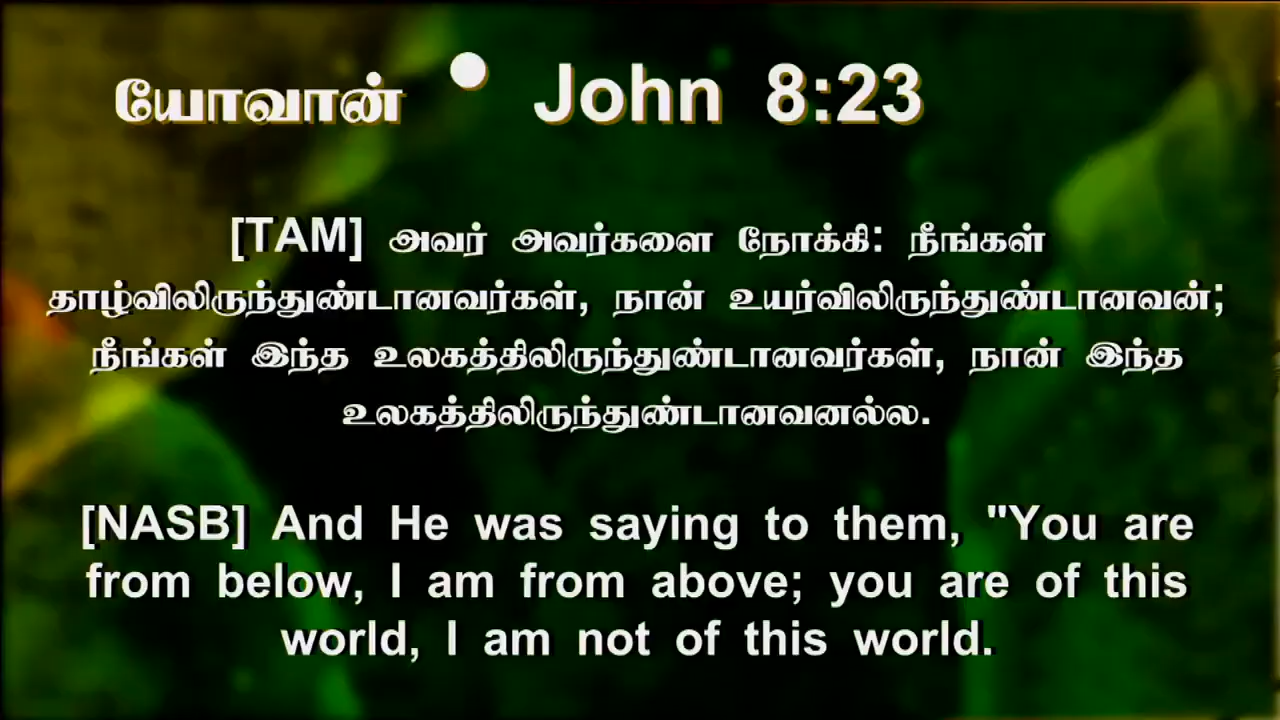 யோவான் • John 8:23
[TAM] அவர் அவர்களை நோக்கி: நீங்கள்
தாழ்விலிருந்துண்டானவர்கள், நான் உயர்விலிருந்துண்டானவன்;
நீங்கள் இந்த உலகத்திலிருந்துண்டானவர்கள், நான் இந்த
உலகத்திலிருந்துண்டானவனல்ல.
[NASB] And He was saying to them, "You are
from below, I am from above; you are of this
world, I am not of this world.